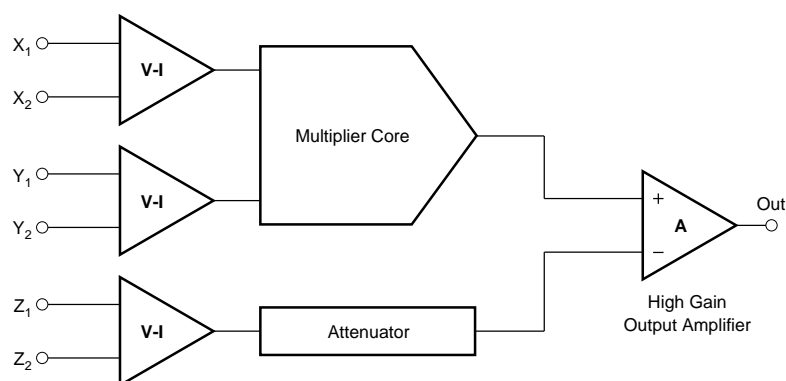 X1
V-I
X2
Multiplier Core
Y1
V-I
Y2
Out
+
A
−
Z1
V-I
Z2
Attenuator
High Gain
Output Amplifier